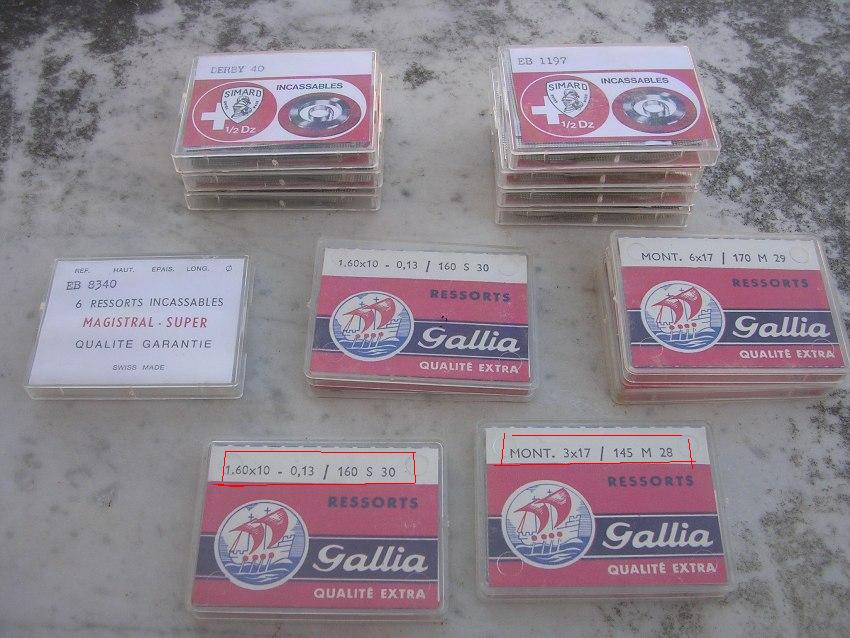 DERBY 40
INCASSABLES
SIMARD
1/2 Dz
EB 1197
INCASSABLES
SIMARD
1/2 Dz
REF. HAUT. EPAIS. LONG. Ø
EB 8340
6 RESSORTS INCASSABLES
MAGISTRAL - SUPER
QUALITE GARANTIE
SWISS MADE
1.60x10 - 0,13 / 160 S 30
RESSORTS
Gallia
QUALITÉ EXTRA
MONT. 6x17 / 170 M 29
RESSORTS
Gallia
QUALITÉ EXTRA
1.60x10 - 0,13 / 160 S 30
RESSORTS
Gallia
QUALITÉ EXTRA
MONT. 3x17 / 145 M 28
RESSORTS
Gallia
QUALITÉ EXTRA